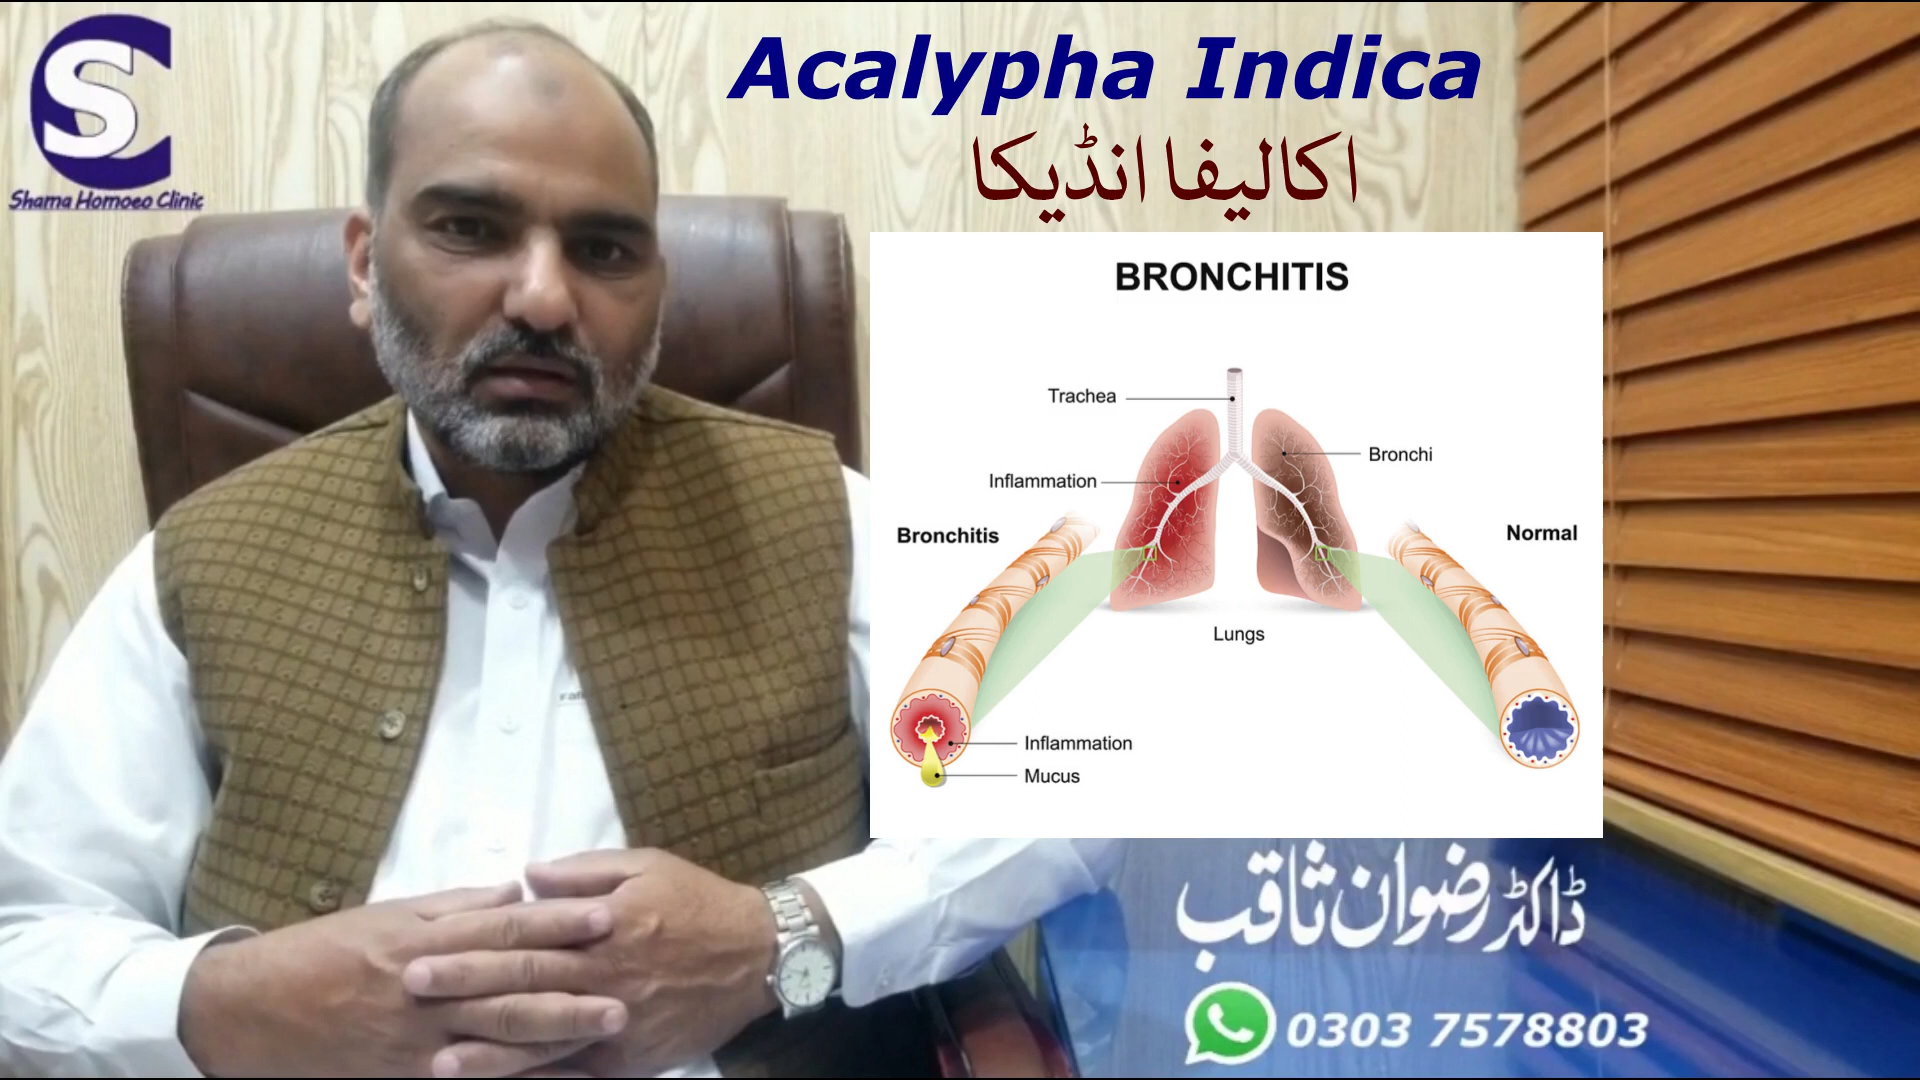 SC
Shama Homoeo Clinic
Acalypha Indica
اکالیفا انڈیکا
BRONCHITIS
Trachea
Bronchi
Inflammation
Bronchitis
Normal
Lungs
Inflammation
Mucus
ڈاکٹر رضوان ثاقب
0303 7578803